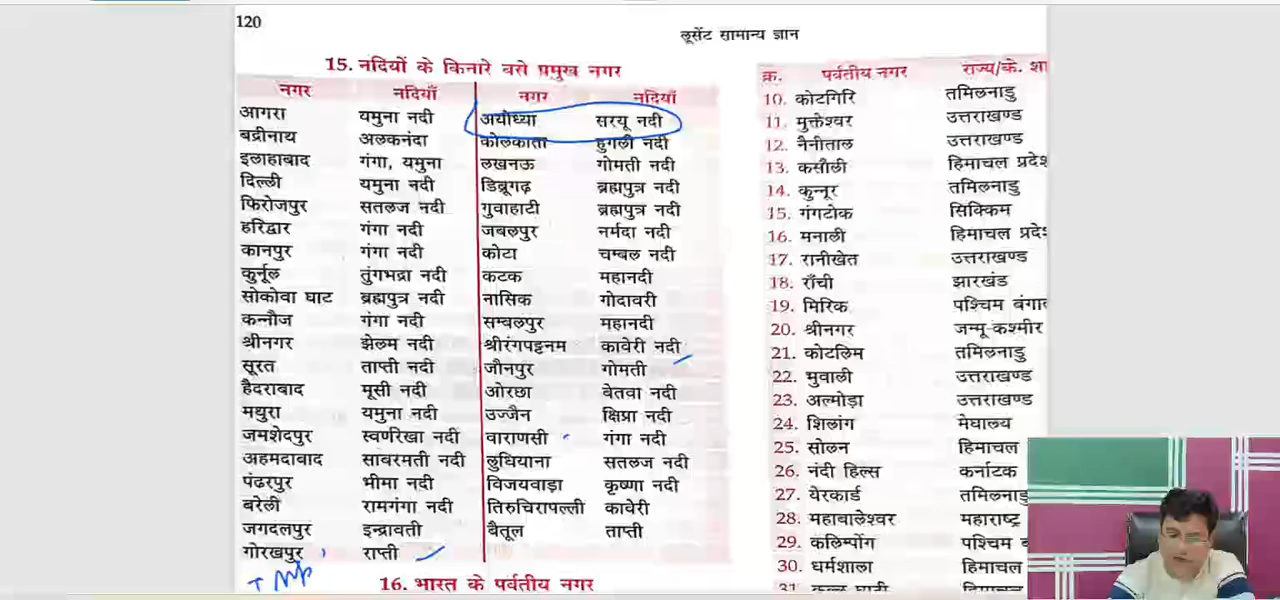 120
लूसेंट सामान्य ज्ञान
15. नदियों के किनारे बसे प्रमुख नगर
नगर नदियाँ नगर नदियाँ
आगरा यमुना नदी अयोध्या सरयू नदी
बद्रीनाथ अलकनंदा कोलकाता हुगली नदी
इलाहाबाद गंगा, यमुना लखनऊ गोमती नदी
दिल्ली यमुना नदी डिब्रूगढ़ ब्रह्मपुत्र नदी
फिरोजपुर सतलज नदी गुवाहाटी ब्रह्मपुत्र नदी
हरिद्वार गंगा नदी जबलपुर नर्मदा नदी
कानपुर गंगा नदी कोटा चम्बल नदी
कुर्नूल तुंगभद्रा नदी कटक महानदी
सोकोवा घाट ब्रह्मपुत्र नदी नासिक गोदावरी
कन्नौज गंगा नदी सम्बलपुर महानदी
श्रीनगर झेलम नदी श्रीरंगपट्टनम कावेरी नदी
सूरत ताप्ती नदी जौनपुर गोमती
हैदराबाद मूसी नदी ओरछा बेतवा नदी
मथुरा यमुना नदी उज्जैन क्षिप्रा नदी
जमशेदपुर स्वर्णरेखा नदी वाराणसी गंगा नदी
अहमदाबाद साबरमती नदी लुधियाना सतलज नदी
पंढरपुर भीमा नदी विजयवाड़ा कृष्णा नदी
बरेली रामगंगा नदी तिरुचिरापल्ली कावेरी
जगदलपुर इन्द्रावती बैतूल ताप्ती
गोरखपुर राप्ती
16. भारत के पर्वतीय नगर
क्र. पर्वतीय नगर राज्य/के. शा
10. कोटगिरि तमिलनाडु
11. मुक्तेश्वर उत्तराखण्ड
12. नैनीताल उत्तराखण्ड
13. कसौली हिमाचल प्रदेश
14. कुन्नूर तमिलनाडु
15. गंगटोक सिक्किम
16. मनाली हिमाचल प्रदेश
17. रानीखेत उत्तराखण्ड
18. राँची झारखंड
19. मिरिक पश्चिम बंगाल
20. श्रीनगर जम्मू-कश्मीर
21. कोटलिम तमिलनाडु
22. भुवाली उत्तराखण्ड
23. अल्मोड़ा उत्तराखण्ड
24. शिलांग मेघालय
25. सोलन हिमाचल
26. नंदी हिल्स कर्नाटक
27. येरकार्ड तमिलनाडु
28. महाबालेश्वर महाराष्ट्र
29. कलिम्पोंग पश्चिम
30. धर्मशाला हिमाचल
31.